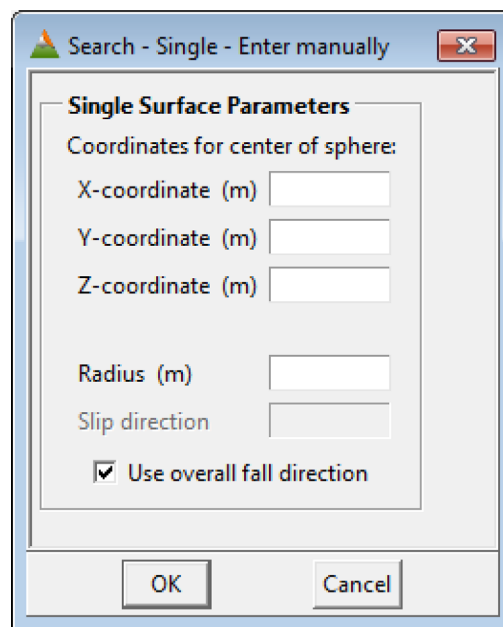 Search - Single - Enter manually
Single Surface Parameters
Coordinates for center of sphere:
X-coordinate (m)
Y-coordinate (m)
Z-coordinate (m)
Radius (m)
Slip direction
Use overall fall direction
OK Cancel